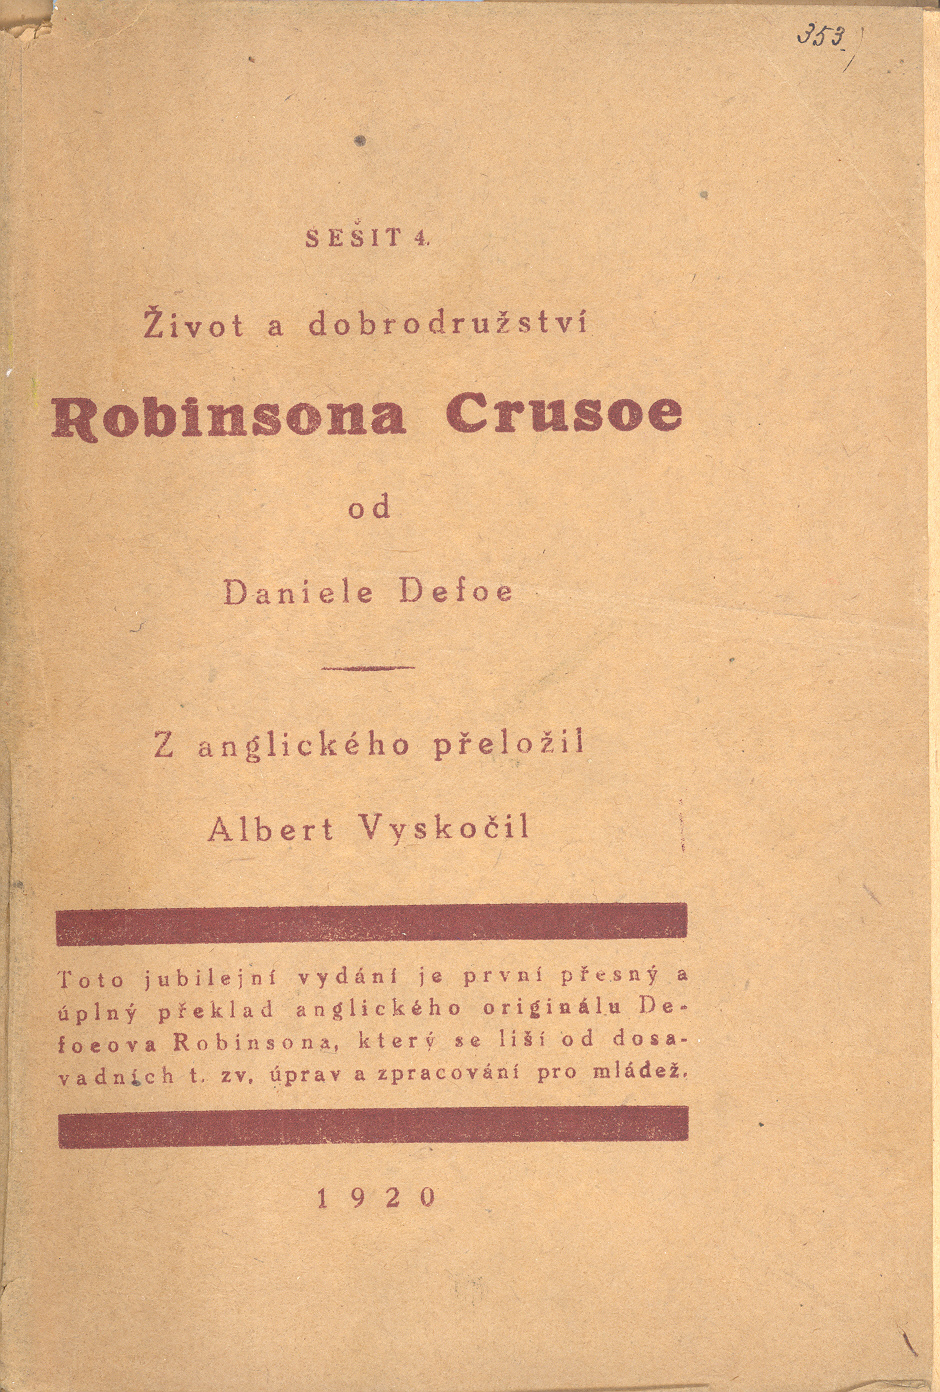 353.
SEŠIT 4.
Život a dobrodružství
Robinsona Crusoe
od
Daniele Defoe
Z anglického přeložil
Albert Vyskočil
Toto jubilejní vydání je první přesný a
úplný překlad anglického originálu De-
foeova Robinsona, který se liší od dosa-
vadních t. zv. úprav a zpracování pro mládež.
1920